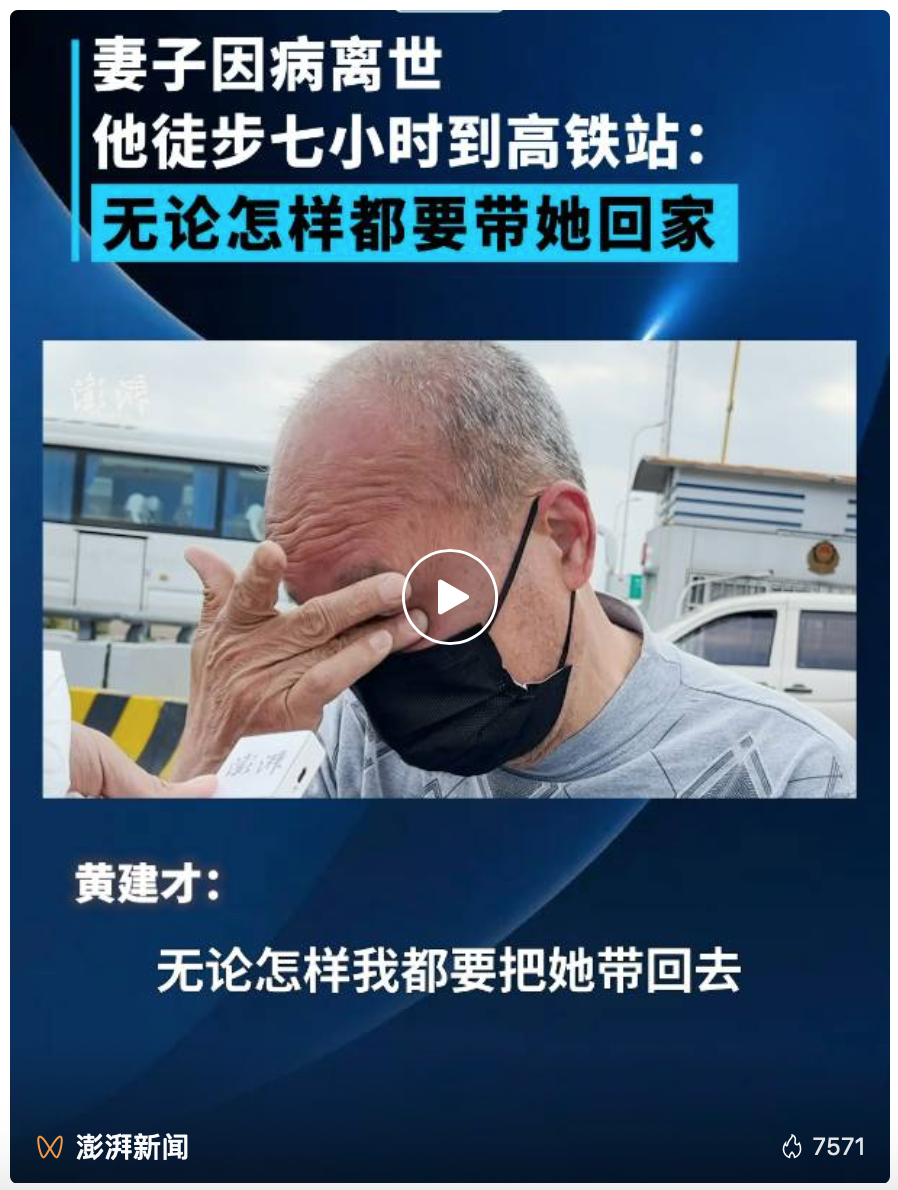 妻子因病离世
他徒步七小时到高铁站：
无论怎样都要带她回家
澎湃
澎湃
黄建才：
无论怎样我都要把她带回去
澎湃新闻
7571